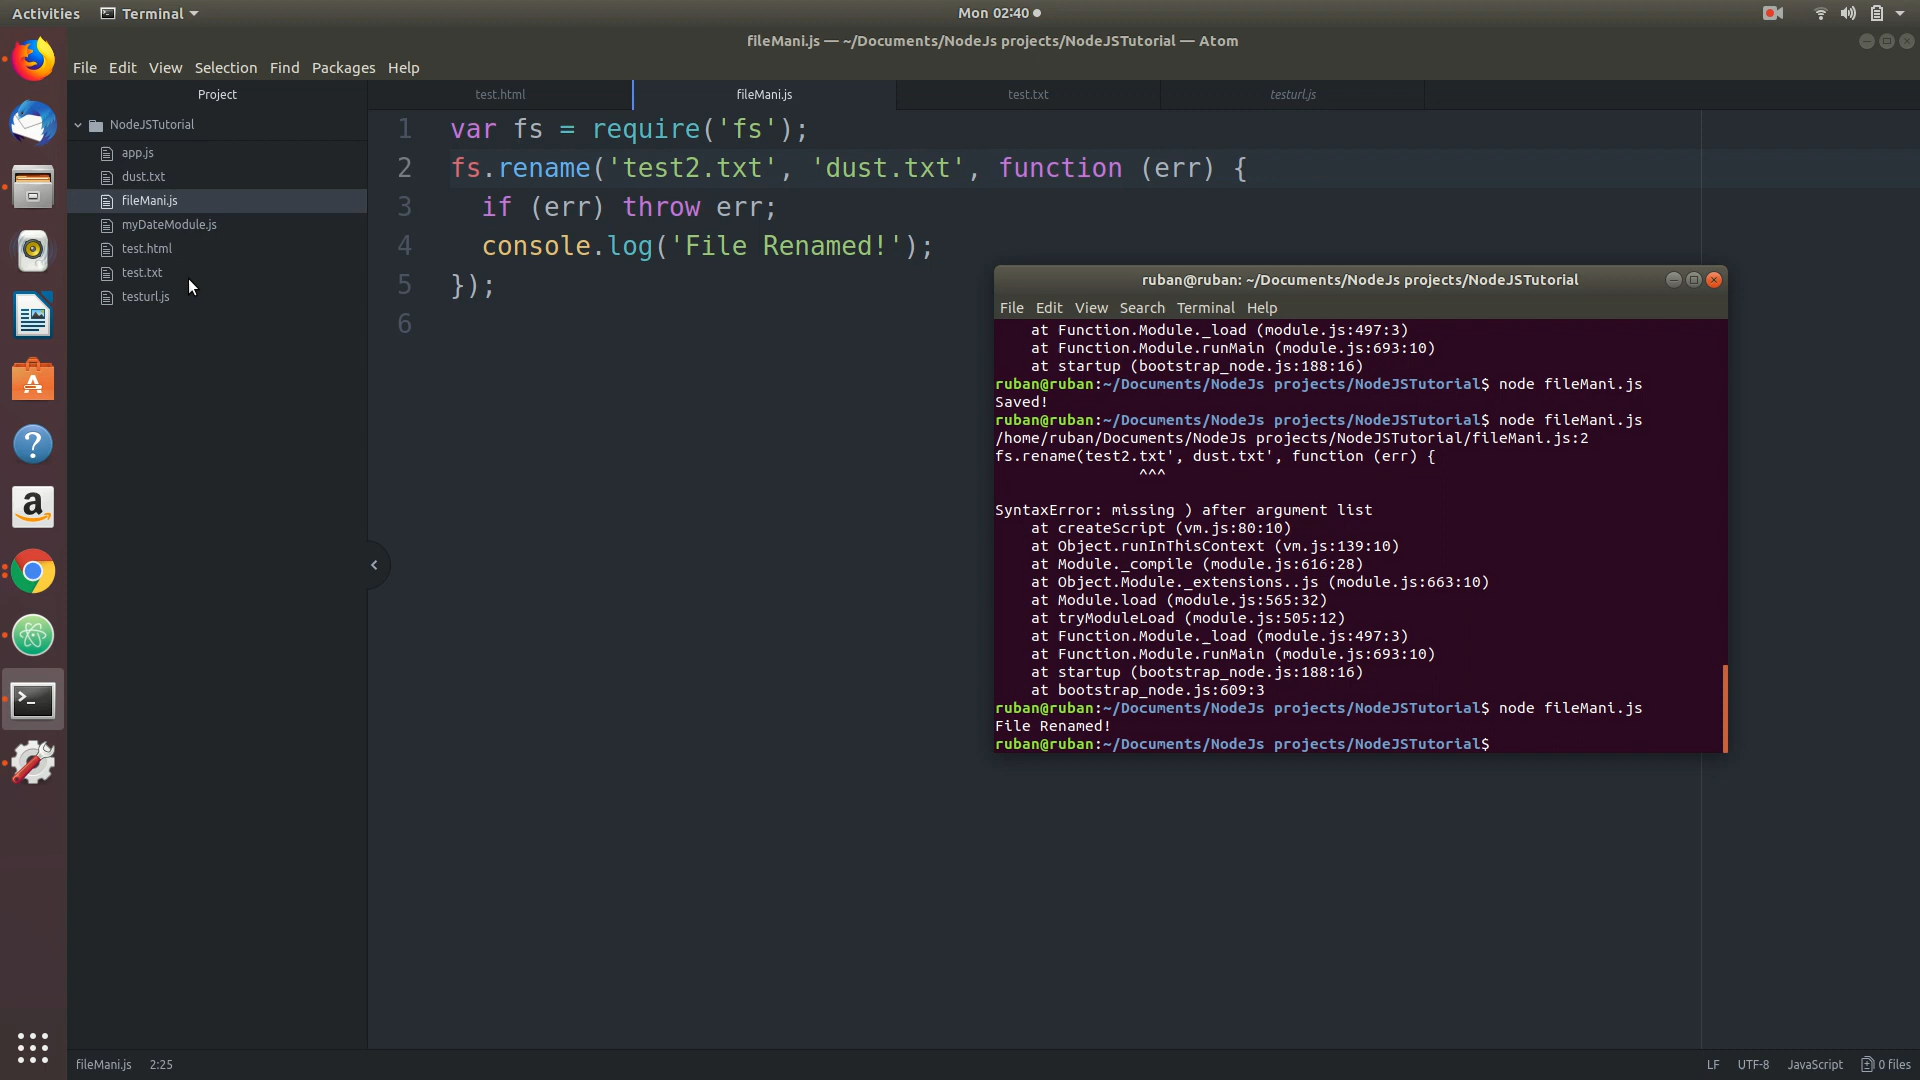 Activities Terminal Mon 02:40
fileMani.js — ~/Documents/NodeJs projects/NodeJSTutorial — Atom
File Edit View Selection Find Packages Help
Project
NodeJSTutorial
app.js
dust.txt
fileMani.js
myDateModule.js
test.html
test.txt
testurl.js
test.html fileMani.js test.txt testurl.js
1 var fs = require('fs');
2 fs.rename('test2.txt', 'dust.txt', function (err) {
3 if (err) throw err;
4 console.log('File Renamed!');
5 });
6
ruban@ruban: ~/Documents/NodeJs projects/NodeJSTutorial
File Edit View Search Terminal Help
at Function.Module._load (module.js:497:3)
at Function.Module.runMain (module.js:693:10)
at startup (bootstrap_node.js:188:16)
ruban@ruban:~/Documents/NodeJs projects/NodeJSTutorial$ node fileMani.js
Saved!
ruban@ruban:~/Documents/NodeJs projects/NodeJSTutorial$ node fileMani.js
/home/ruban/Documents/NodeJs projects/NodeJSTutorial/fileMani.js:2
fs.rename(test2.txt', dust.txt', function (err) {
^^^
SyntaxError: missing ) after argument list
at createScript (vm.js:80:10)
at Object.runInThisContext (vm.js:139:10)
at Module._compile (module.js:616:28)
at Object.Module._extensions..js (module.js:663:10)
at Module.load (module.js:565:32)
at tryModuleLoad (module.js:505:12)
at Function.Module._load (module.js:497:3)
at Function.Module.runMain (module.js:693:10)
at startup (bootstrap_node.js:188:16)
at bootstrap_node.js:609:3
ruban@ruban:~/Documents/NodeJs projects/NodeJSTutorial$ node fileMani.js
File Renamed!
ruban@ruban:~/Documents/NodeJs projects/NodeJSTutorial$
fileMani.js 2:25 LF UTF-8 JavaScript 0 files